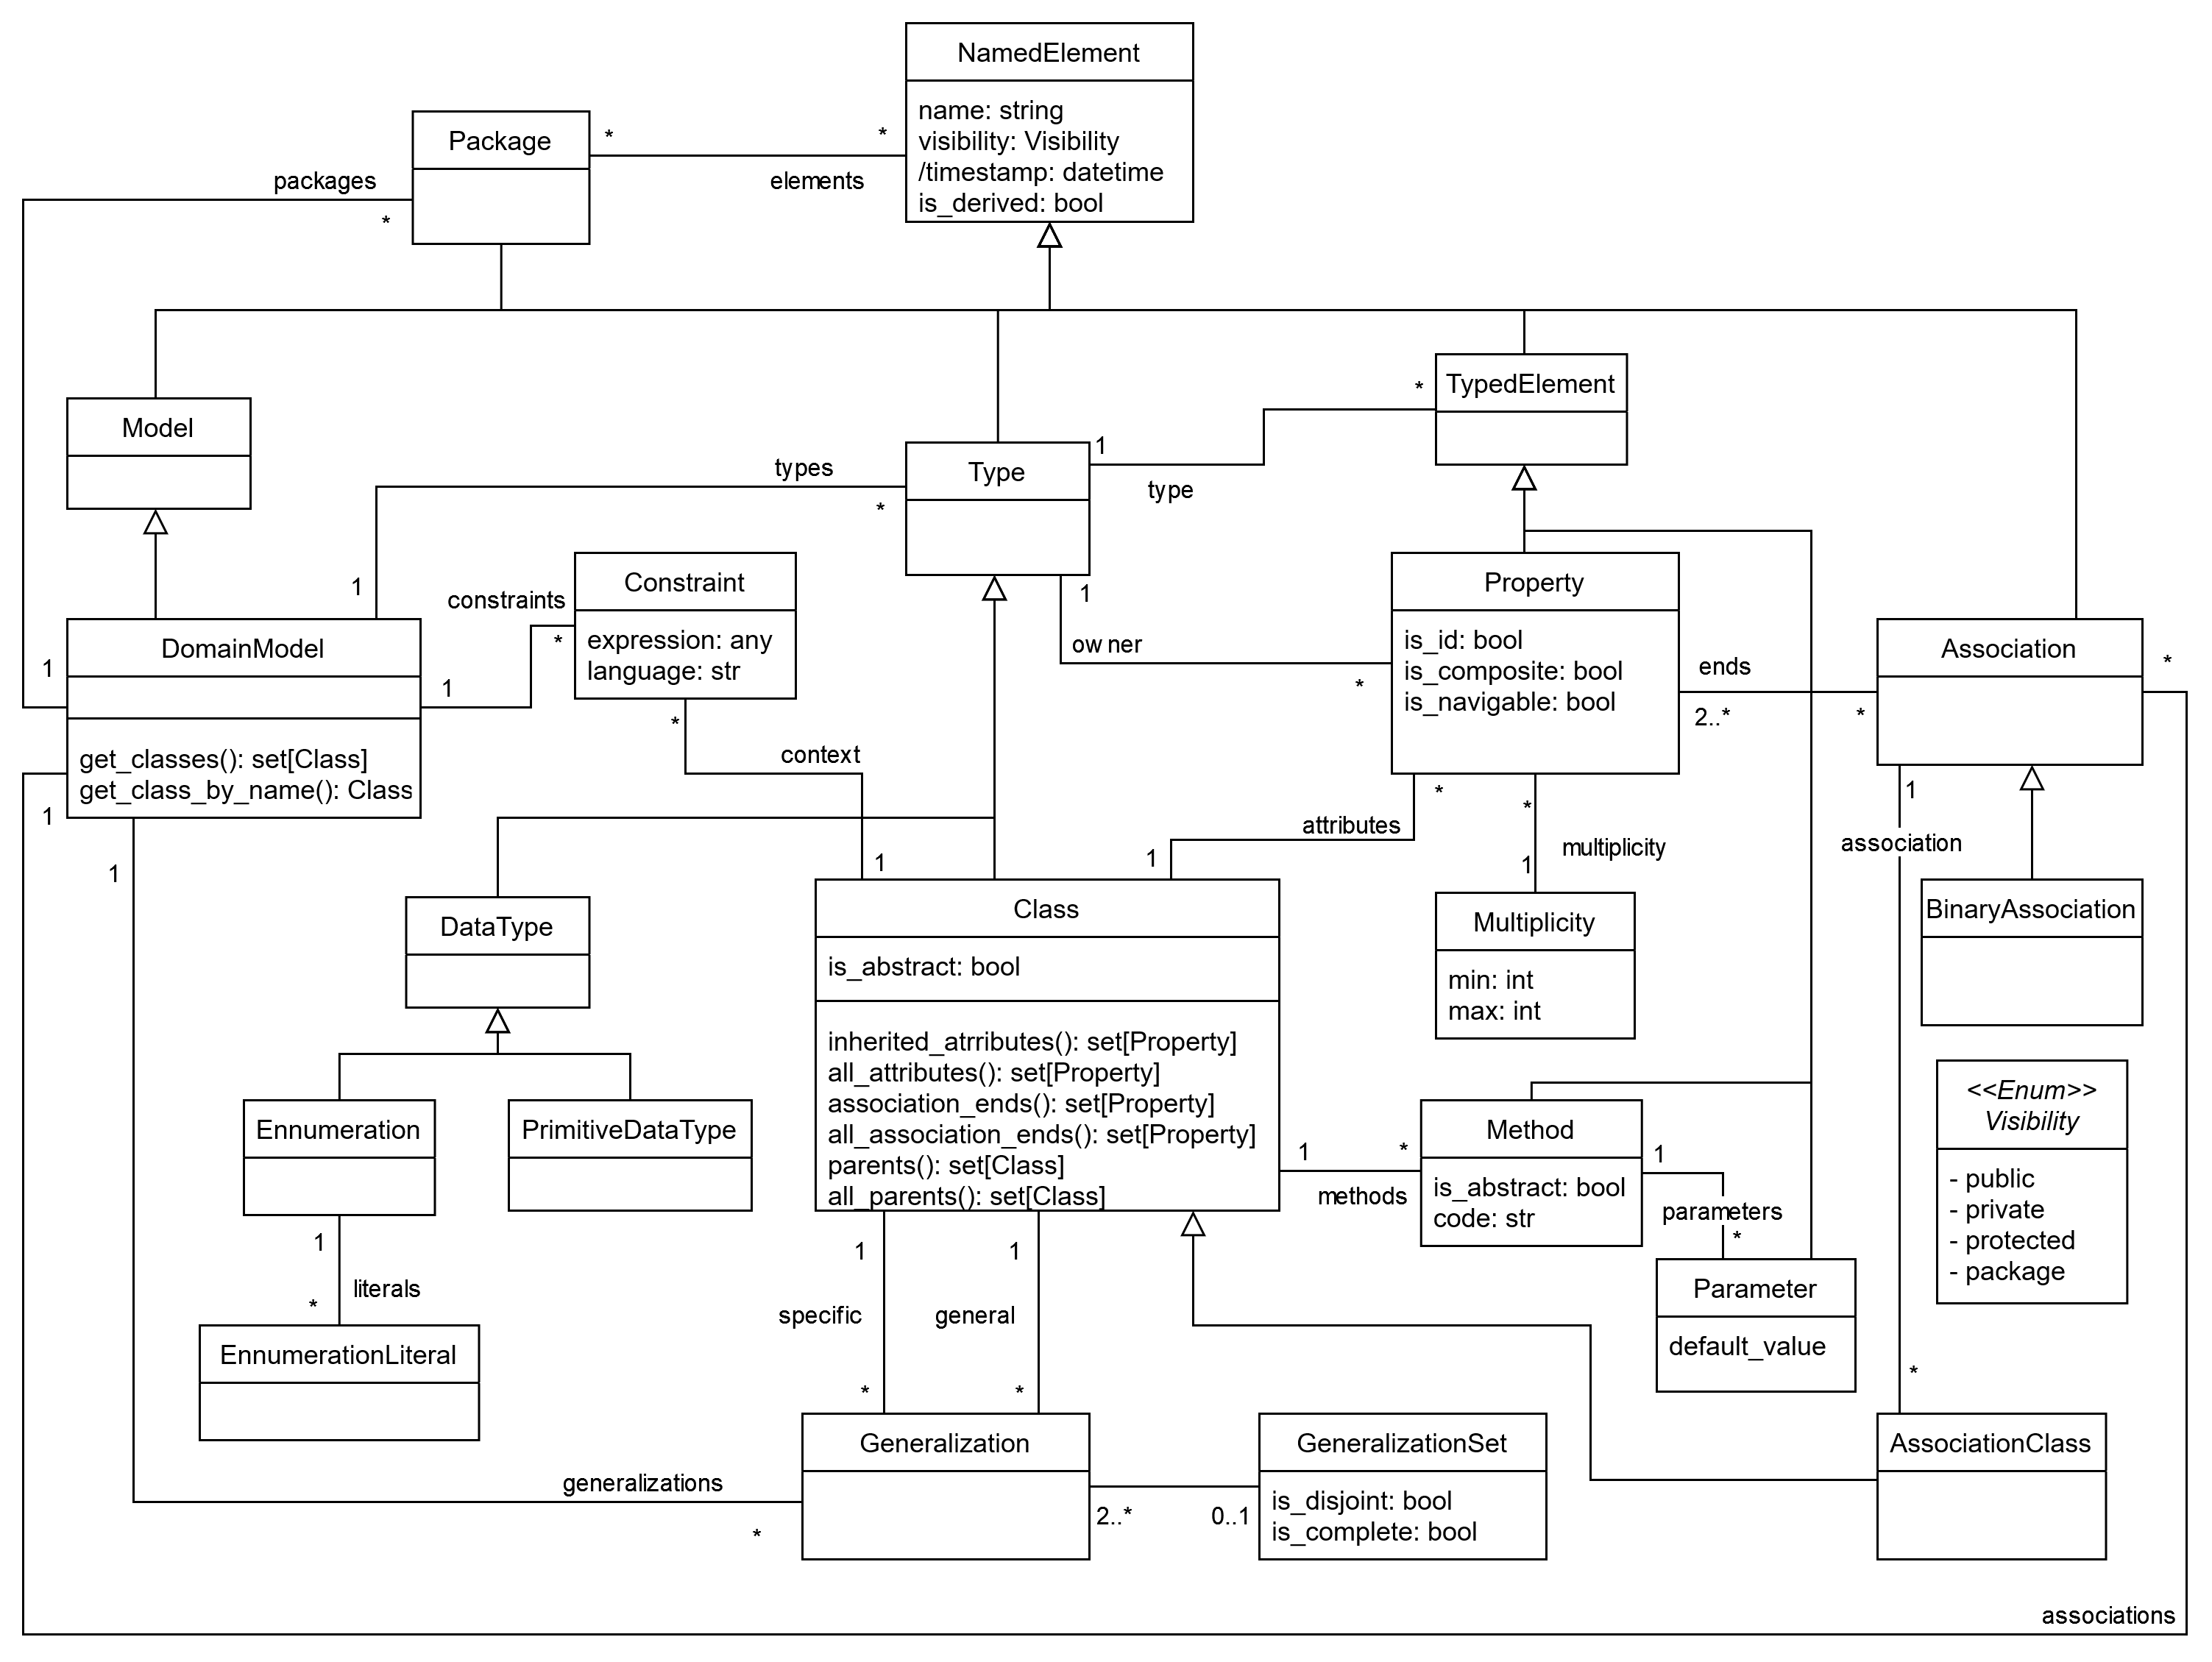 NamedElement
name: string
visibility: Visibility
/timestamp: datetime
is_derived: bool
Package
*
*
elements
packages
*
Model
TypedElement
*
1
type
Type
types
*
1
Constraint
expression: any
language: str
constraints
*
1
*
context
1
owner
1
*
Property
is_id: bool
is_composite: bool
is_navigable: bool
ends
2..*
*
Association
*
DomainModel
get_classes(): set[Class]
get_class_by_name(): Class
1
1
1
*
attributes
1
*
multiplicity
1
1
association
BinaryAssociation
DataType
Class
is_abstract: bool
inherited_atrributes(): set[Property]
all_attributes(): set[Property]
association_ends(): set[Property]
all_association_ends(): set[Property]
parents(): set[Class]
all_parents(): set[Class]
Multiplicity
min: int
max: int
<<Enum>>
Visibility
- public
- private
- protected
- package
Ennumeration
PrimitiveDataType
1
*
methods
Method
is_abstract: bool
code: str
1
parameters
*
Parameter
default_value
1
literals
*
EnnumerationLiteral
1
specific
*
1
general
*
*
Generalization
GeneralizationSet
is_disjoint: bool
is_complete: bool
AssociationClass
generalizations
*
2..*
0..1
associations